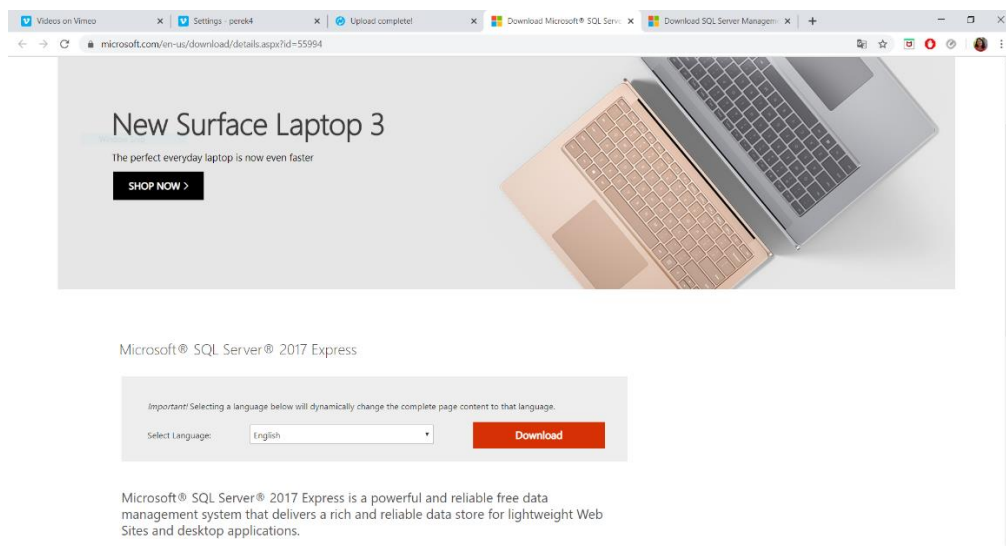 Videos on Vimeo
Settings - perek4
Upload complete!
Download Microsoft® SQL Serve
Download SQL Server Managem
microsoft.com/en-us/download/details.aspx?id=55994
New Surface Laptop 3
The perfect everyday laptop is now even faster
SHOP NOW >
Microsoft® SQL Server® 2017 Express
Important! Selecting a language below will dynamically change the complete page content to that language.
Select Language:
English
Download
Microsoft® SQL Server® 2017 Express is a powerful and reliable free data
management system that delivers a rich and reliable data store for lightweight Web
Sites and desktop applications.